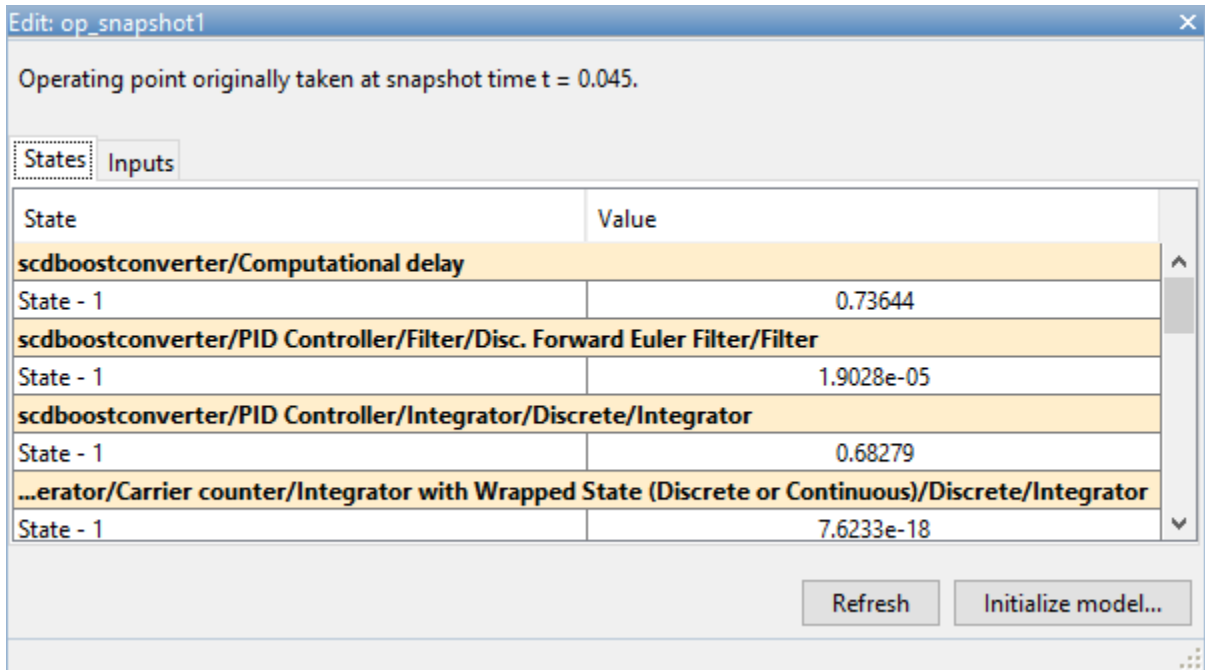 Edit: op_snapshot1
Operating point originally taken at snapshot time t = 0.045.
States Inputs
State Value
scdboostconverter/Computational delay
State - 1 0.73644
scdboostconverter/PID Controller/Filter/Disc. Forward Euler Filter/Filter
State - 1 1.9028e-05
scdboostconverter/PID Controller/Integrator/Discrete/Integrator
State - 1 0.68279
...erator/Carrier counter/Integrator with Wrapped State (Discrete or Continuous)/Discrete/Integrator
State - 1 7.6233e-18
Refresh Initialize model...